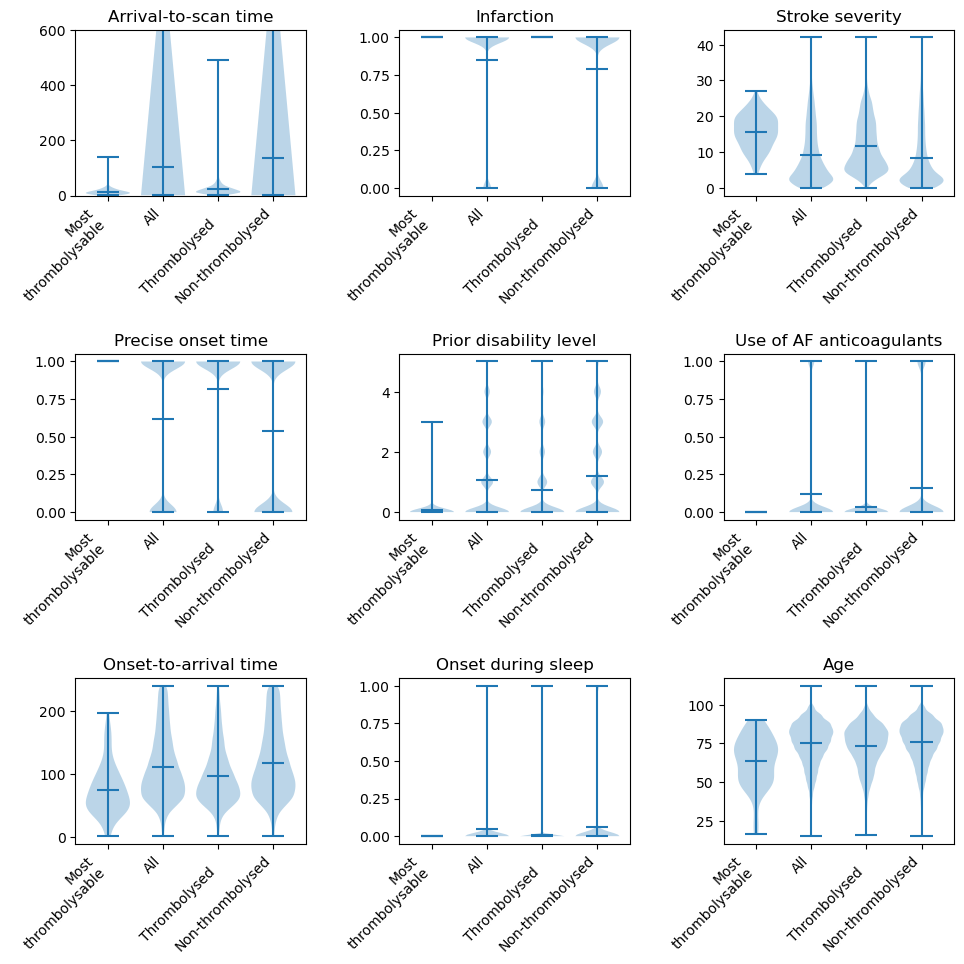 Arrival-to-scan time
600
400
200
0
Most
thrombolysable
All
Thrombolysed
Non-thrombolysed
Infarction
1.00
0.75
0.50
0.25
0.00
Most
thrombolysable
All
Thrombolysed
Non-thrombolysed
Stroke severity
40
30
20
10
0
Most
thrombolysable
All
Thrombolysed
Non-thrombolysed
Precise onset time
1.00
0.75
0.50
0.25
0.00
Most
thrombolysable
All
Thrombolysed
Non-thrombolysed
Prior disability level
4
2
0
Most
thrombolysable
All
Thrombolysed
Non-thrombolysed
Use of AF anticoagulants
1.00
0.75
0.50
0.25
0.00
Most
thrombolysable
All
Thrombolysed
Non-thrombolysed
Onset-to-arrival time
200
100
0
Most
thrombolysable
All
Thrombolysed
Non-thrombolysed
Onset during sleep
1.00
0.75
0.50
0.25
0.00
Most
thrombolysable
All
Thrombolysed
Non-thrombolysed
Age
100
75
50
25
Most
thrombolysable
All
Thrombolysed
Non-thrombolysed